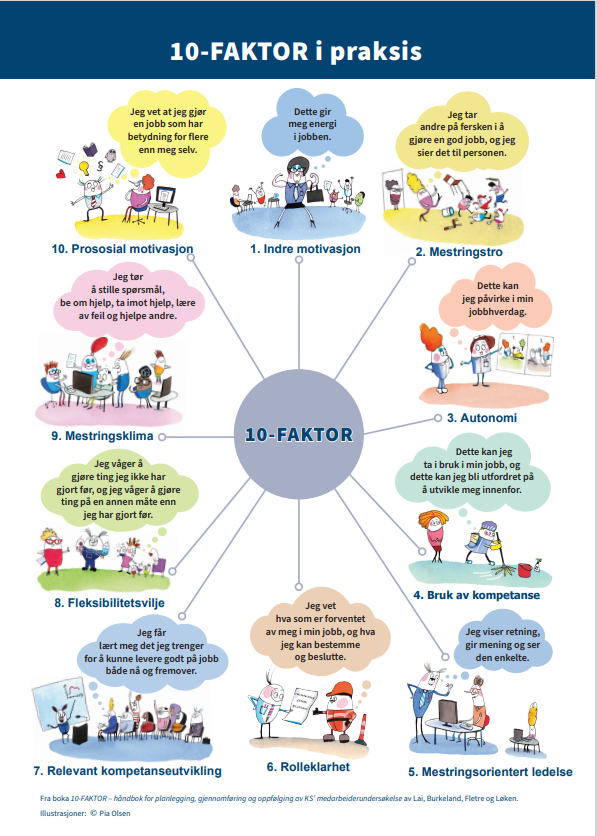 10-FAKTOR i praksis
Jeg vet at jeg gjør
en jobb som har
betydning for flere
enn meg selv.
10. Prososial motivasjon
Dette gir
meg energi
i jobben.
1. Indre motivasjon
Jeg tar
andre på fersken i å
gjøre en god jobb, og jeg
sier det til personen.
2. Mestringstro
Jeg tør
å stille spørsmål,
be om hjelp, ta imot hjelp, lære
av feil og hjelpe andre.
9. Mestringsklima
Dette kan
jeg påvirke i min
jobbhverdag.
3. Autonomi
10-FAKTOR
Jeg våger å
gjøre ting jeg ikke har
gjort før, og jeg våger å gjøre
ting på en annen måte enn
jeg har gjort før.
8. Fleksibilitetsvilje
Dette kan jeg
ta i bruk i min jobb, og
dette kan jeg bli utfordret på
å utvikle meg innenfor.
4. Bruk av kompetanse
Jeg får
lært meg det jeg trenger
for å kunne levere godt på jobb
både nå og fremover.
7. Relevant kompetanseutvikling
Jeg vet
hva som er forventet
av meg i min jobb, og hva
jeg kan bestemme
og beslutte.
6. Rolleklarhet
Jeg viser retning,
gir mening og ser
den enkelte.
5. Mestringsorientert ledelse
Fra boka 10-FAKTOR – håndbok for planlegging, gjennomføring og oppfølging av KS' medarbeiderundersøkelse av Lai, Burkeland, Fletre og Løken.
Illustrasjoner: © Pia Olsen